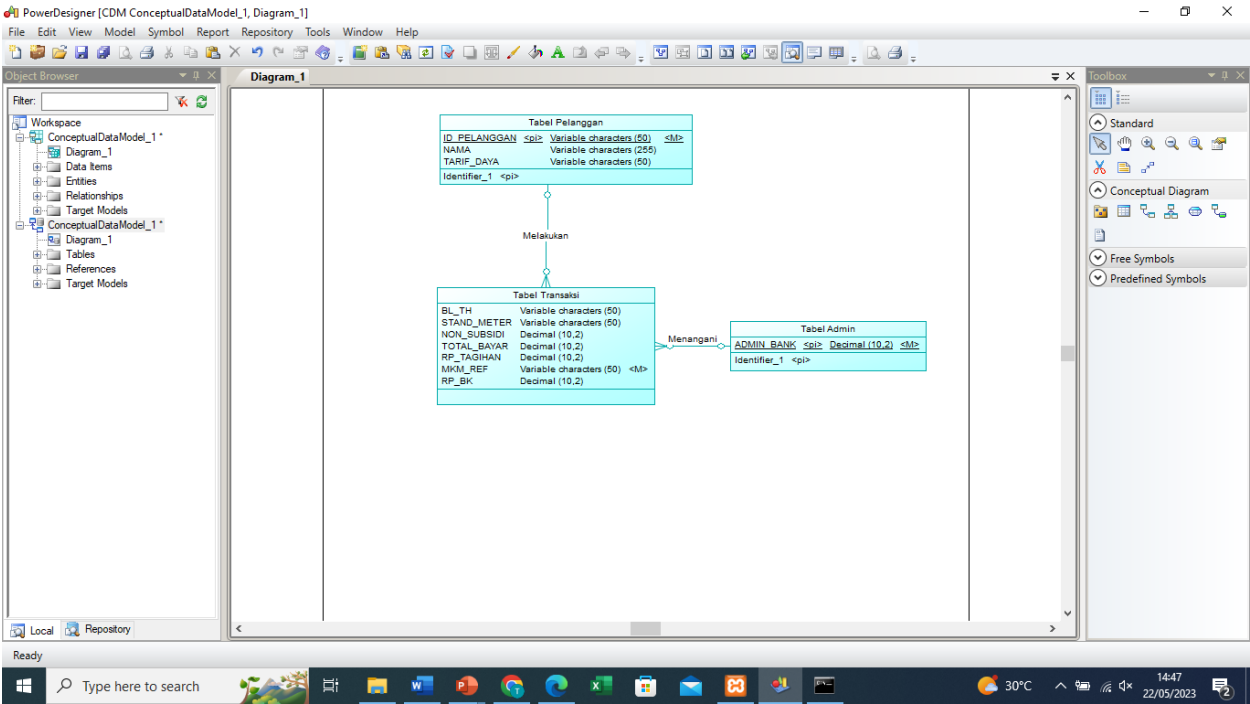 PowerDesigner [CDM ConceptualDataModel_1, Diagram_1]
File Edit View Model Symbol Report Repository Tools Window Help
Object Browser
Filter:
Workspace
ConceptualDataModel_1 *
Diagram_1
Data Items
Entities
Relationships
Target Models
ConceptualDataModel_1 *
Diagram_1
Tables
References
Target Models
Local Repository
Diagram_1
Tabel Pelanggan
ID_PELANGGAN <pi> Variable characters (50) <M>
NAMA Variable characters (255)
TARIF_DAYA Variable characters (50)
Identifier_1 <pi>
Melakukan
Tabel Transaksi
BL_TH Variable characters (50)
STAND_METER Variable characters (50)
NON_SUBSIDI Decimal (10,2)
TOTAL_BAYAR Decimal (10,2)
RP_TAGIHAN Decimal (10,2)
MKM_REF Variable characters (50) <M>
RP_BK Decimal (10,2)
Menangani
Tabel Admin
ADMIN_BANK <pi> Decimal (10,2) <M>
Identifier_1 <pi>
Toolbox
Standard
Conceptual Diagram
Free Symbols
Predefined Symbols
Ready
Type here to search
30°C
14:47
22/05/2023
2